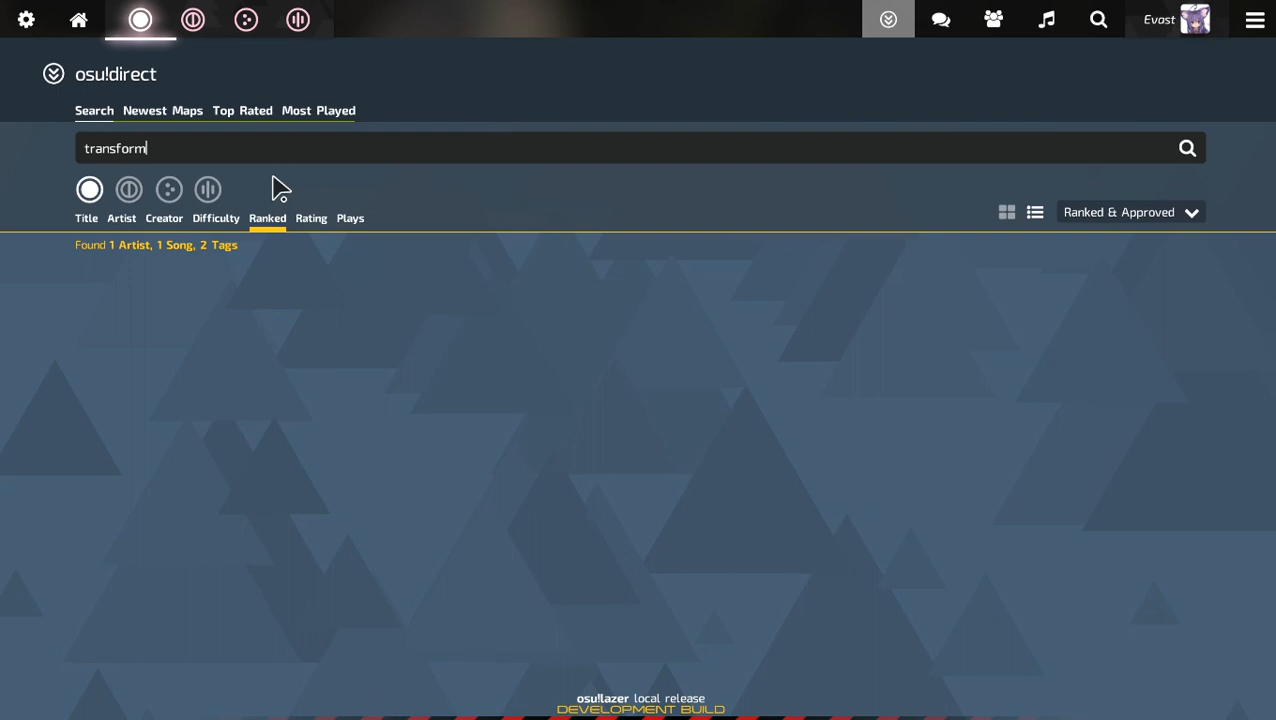 Evast
osu!direct
Search Newest Maps Top Rated Most Played
transform
Title Artist Creator Difficulty Ranked Rating Plays
Ranked & Approved
Found 1 Artist, 1 Song, 2 Tags
osu!lazer local release
DEVELOPMENT BUILD